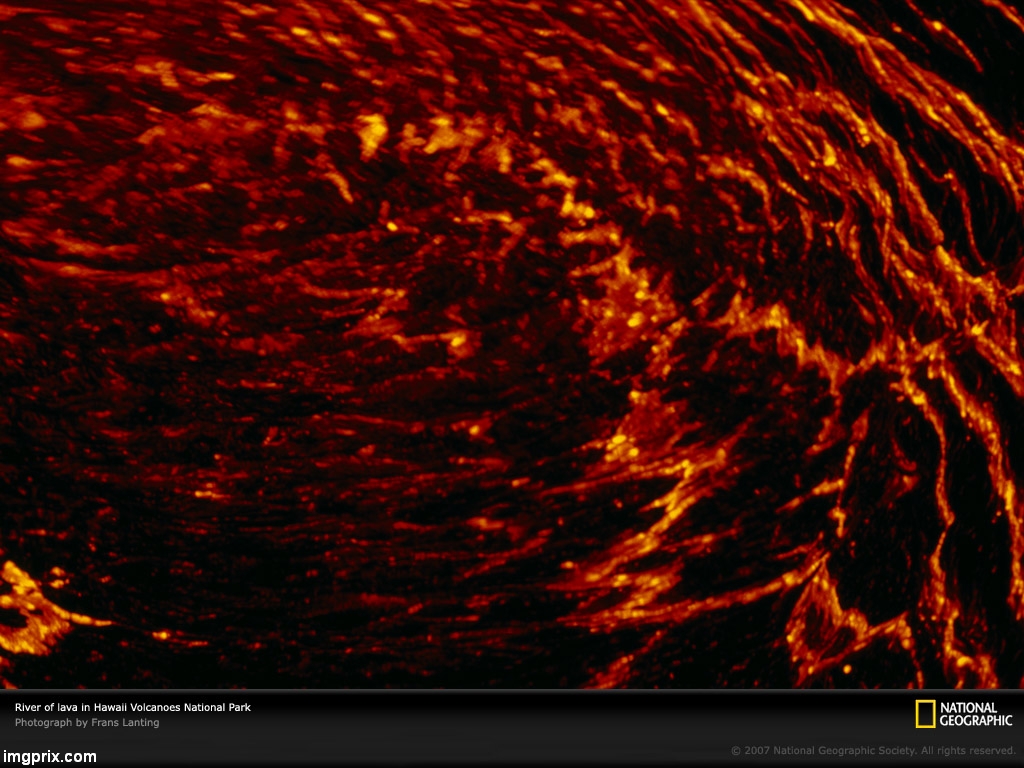 River of lava in Hawaii Volcanoes National Park
Photograph by Frans Lanting
NATIONAL
GEOGRAPHIC
© 2007 National Geographic Society. All rights reserved.
imgprix.com